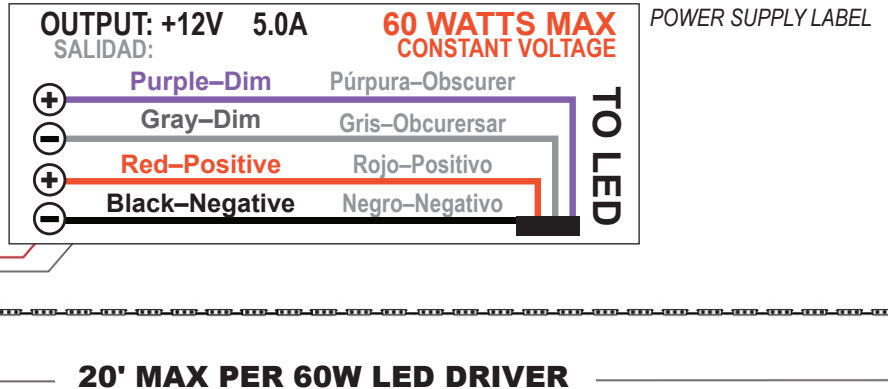 OUTPUT: +12V 5.0A 60 WATTS MAX
SALIDAD: CONSTANT VOLTAGE
POWER SUPPLY LABEL
Purple–Dim Púrpura–Obscurer
Gray–Dim Gris–Obcurersar
Red–Positive Rojo–Positivo
Black–Negative Negro–Negativo
TO LED
20' MAX PER 60W LED DRIVER